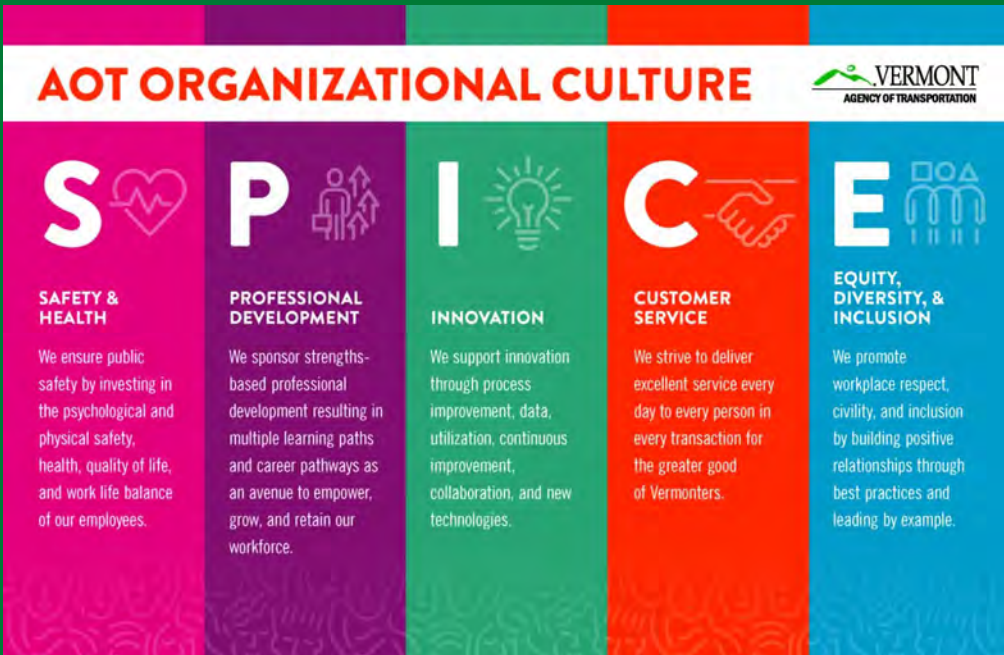 AOT ORGANIZATIONAL CULTURE
VERMONT
AGENCY OF TRANSPORTATION
S
SAFETY &
HEALTH
We ensure public
safety by investing in
the psychological and
physical safety,
health, quality of life,
and work life balance
of our employees.
P
PROFESSIONAL
DEVELOPMENT
We sponsor strengths-
based professional
development resulting in
multiple learning paths
and career pathways as
an avenue to empower,
grow, and retain our
workforce.
I
INNOVATION
We support innovation
through process
improvement, data,
utilization, continuous
improvement,
collaboration, and new
technologies.
C
CUSTOMER
SERVICE
We strive to deliver
excellent service every
day to every person in
every transaction for
the greater good
of Vermonters.
E
EQUITY,
DIVERSITY, &
INCLUSION
We promote
workplace respect,
civility, and inclusion
by building positive
relationships through
best practices and
leading by example.